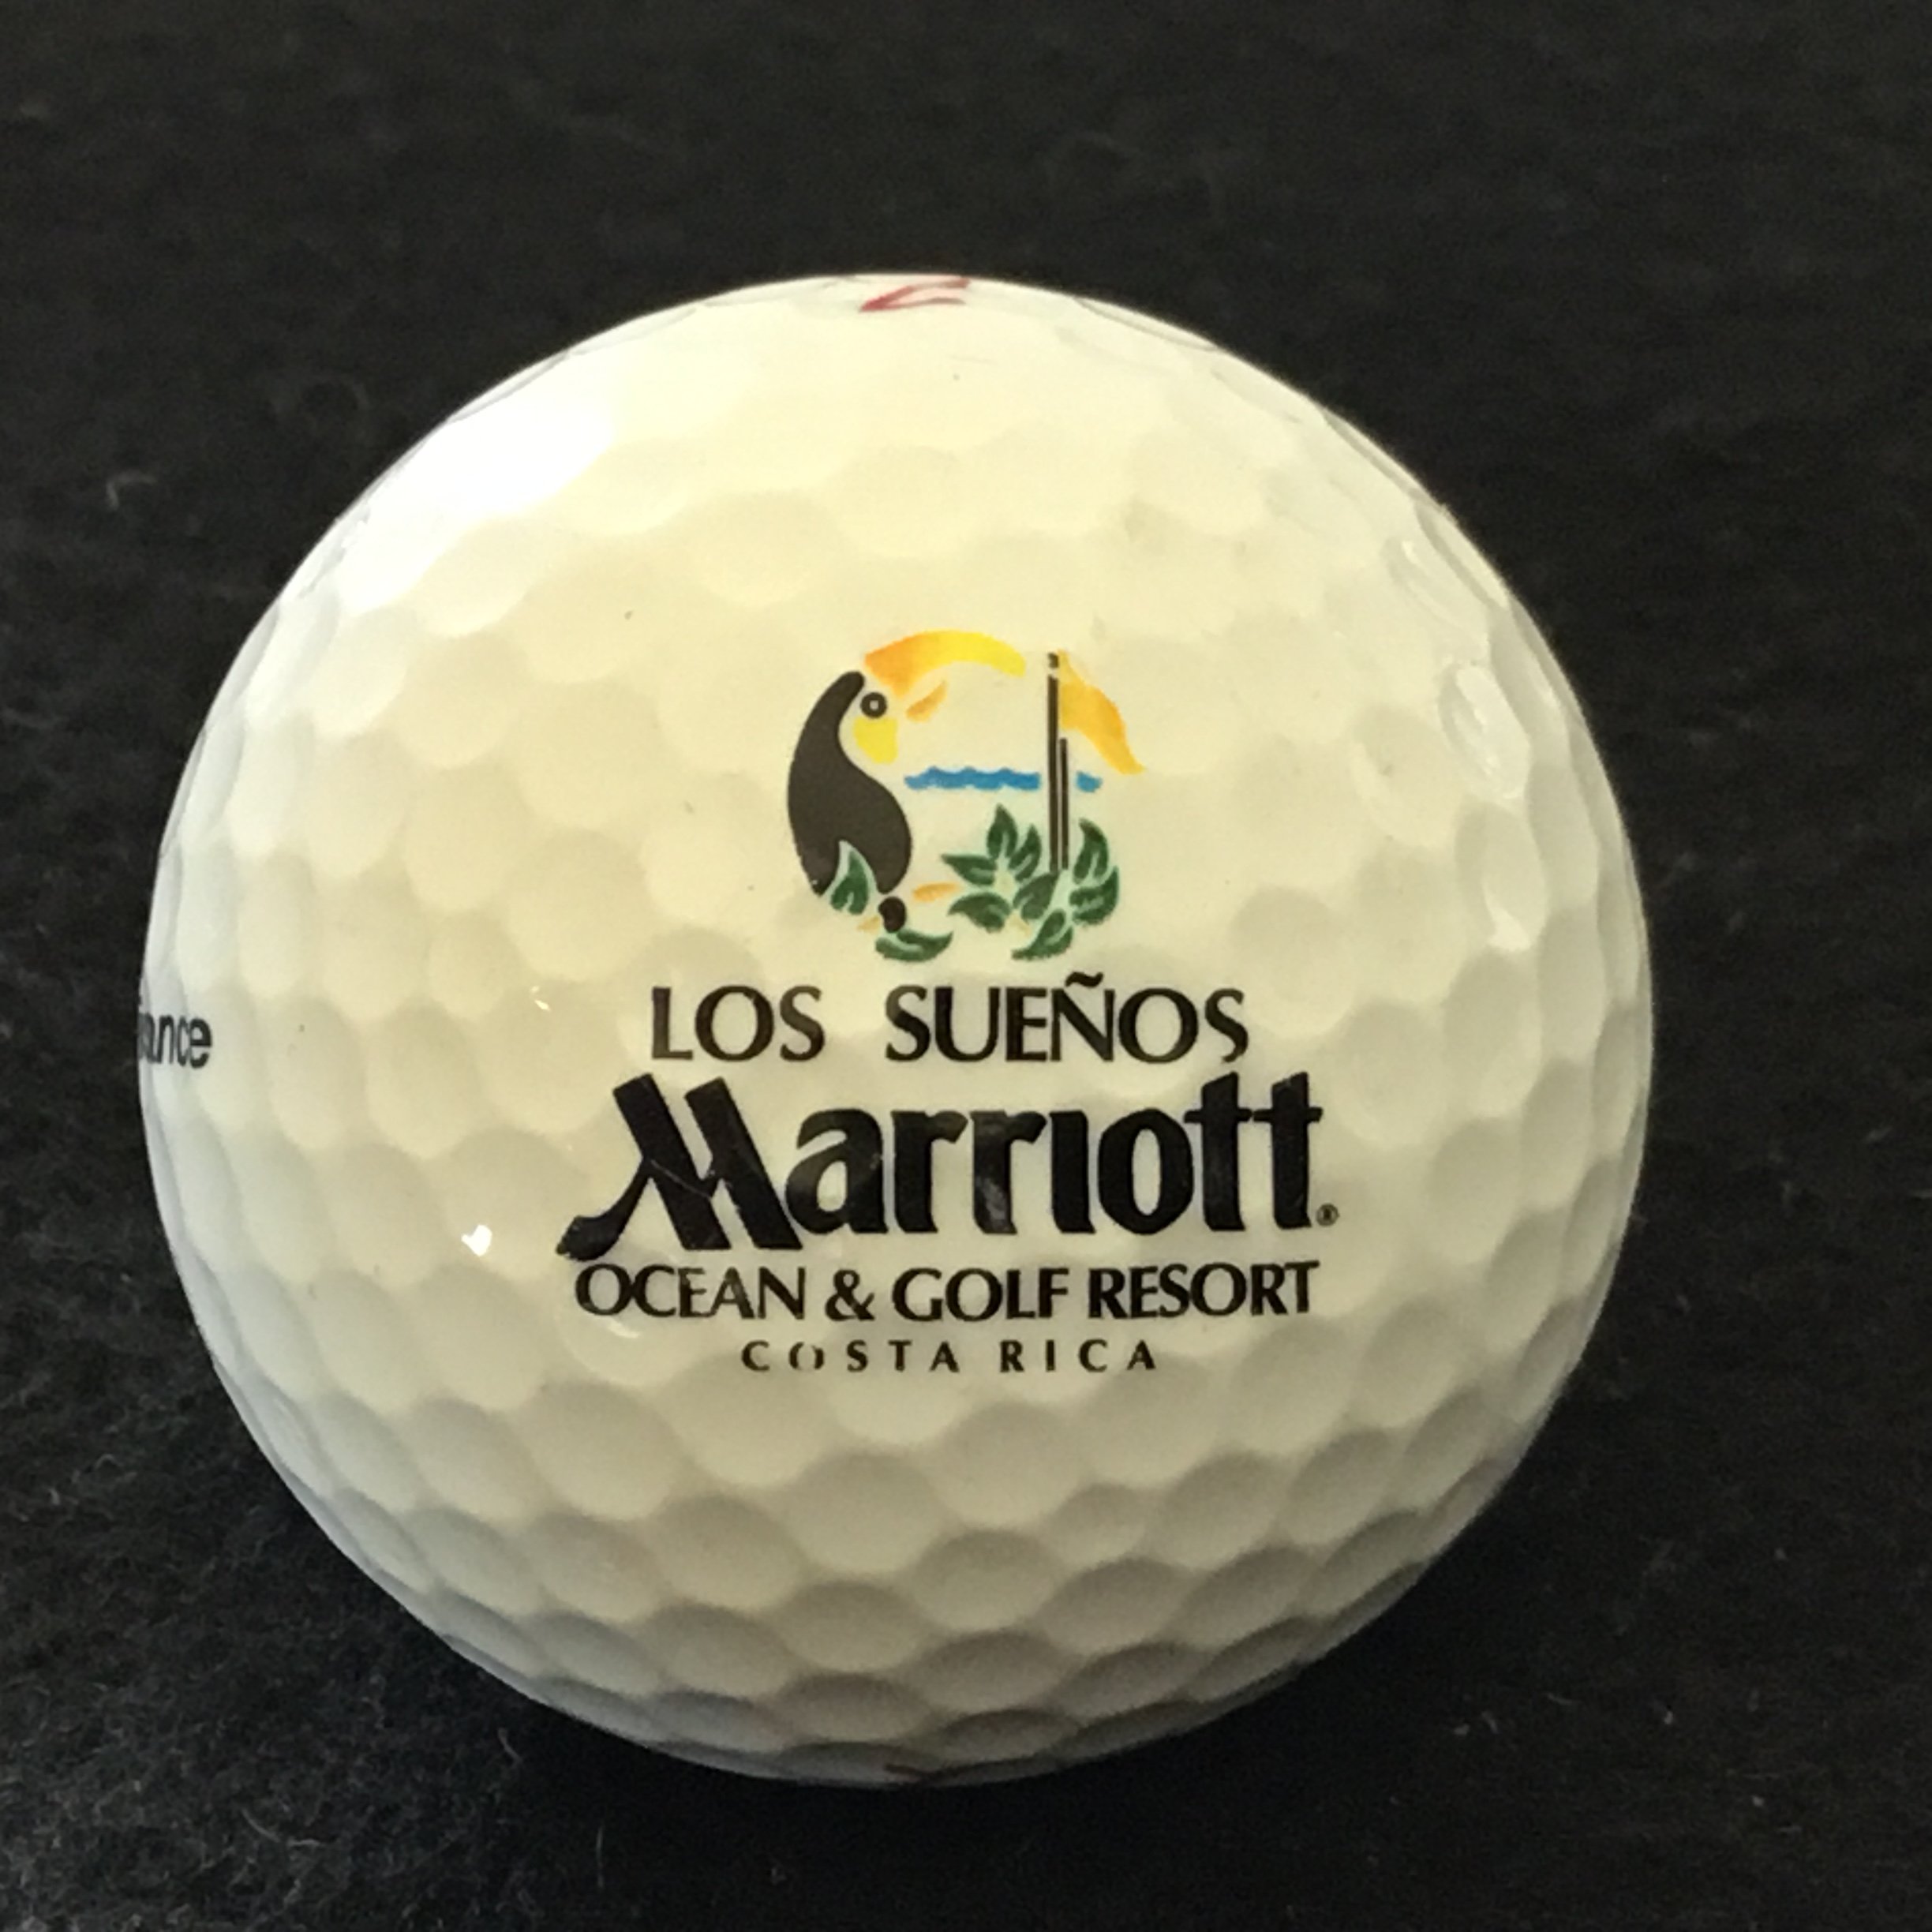 LOS SUEÑOS
Marriott®
OCEAN & GOLF RESORT
COSTA RICA